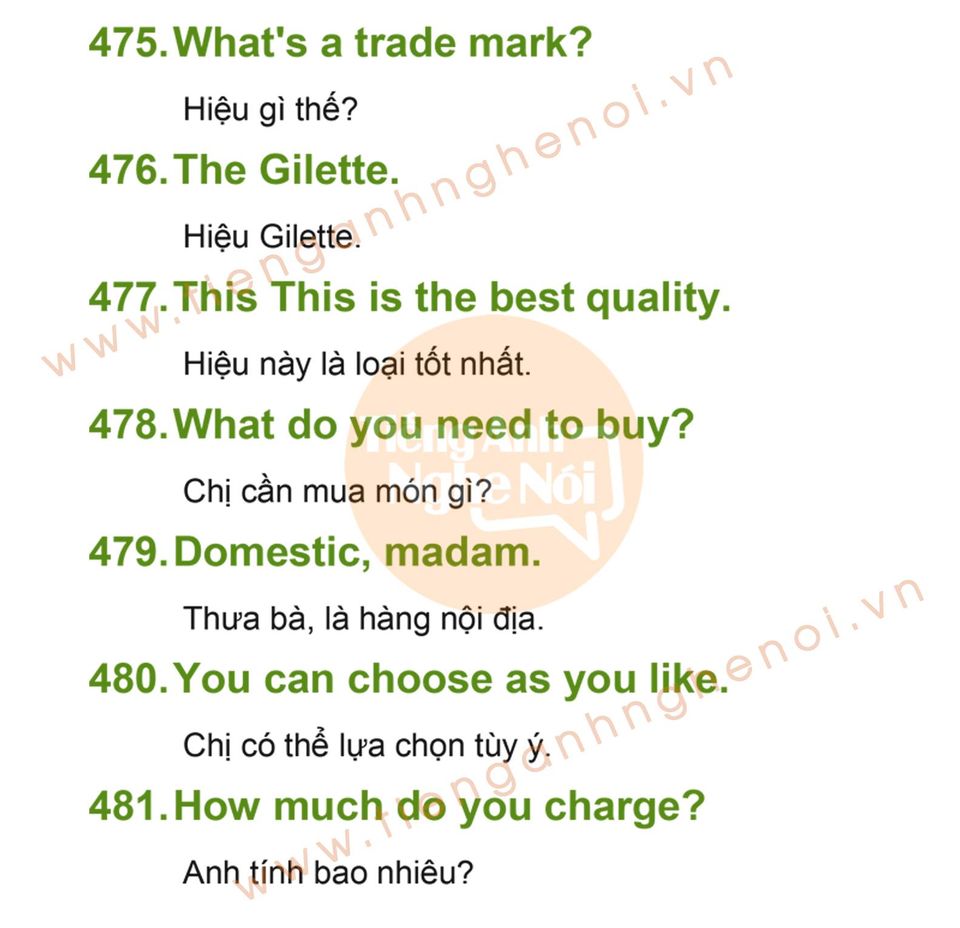 475. What's a trade mark?
Hiệu gì thế?
476. The Gilette.
Hiệu Gilette.
477. This This is the best quality.
Hiệu này là loại tốt nhất.
478. What do you need to buy?
Chị cần mua món gì?
479. Domestic, madam.
Thưa bà, là hàng nội địa.
480. You can choose as you like.
Chị có thể lựa chọn tùy ý.
481. How much do you charge?
Anh tính bao nhiêu?
www.tienganhnghenoi.vn
Tiếng Anh
Nghe Nói
www.tienganhnghenoi.vn